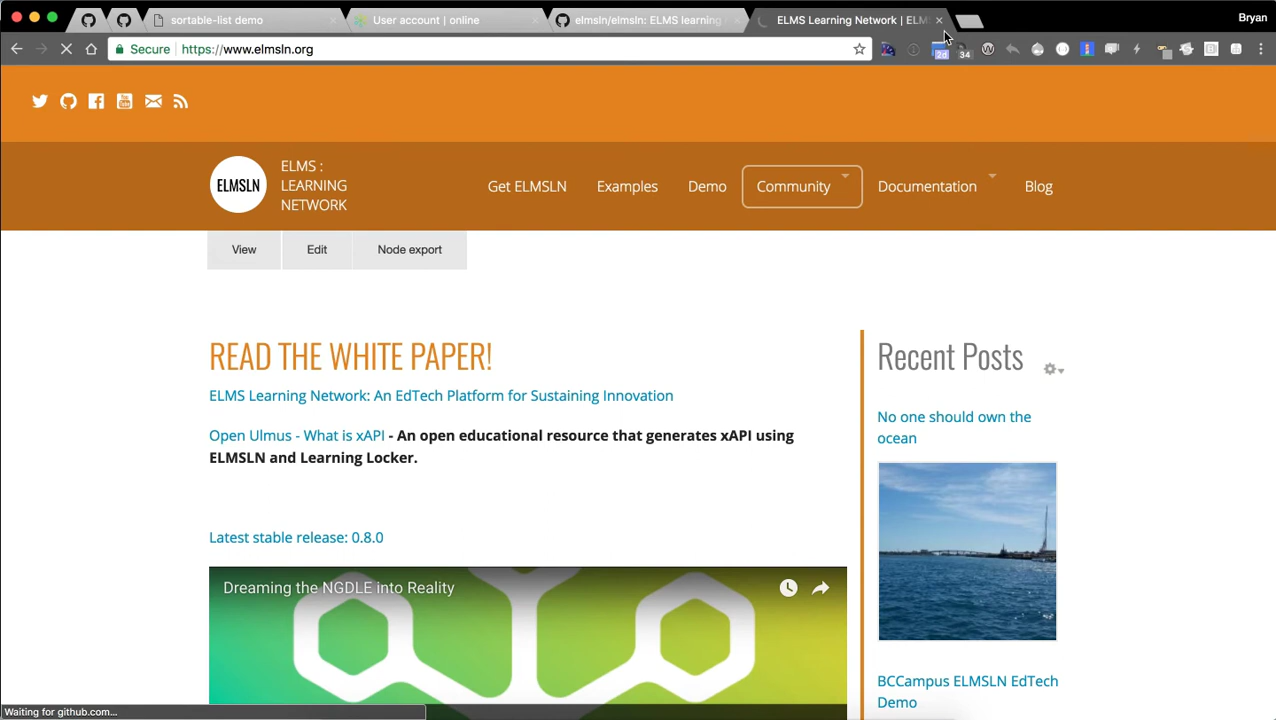 sortable-list demo
User account | online
elmsln/elmsln: ELMS learning
ELMS Learning Network | ELM
Bryan
Secure
https://www.elmsln.org
2d
34
ELMSLN
ELMS :
LEARNING
NETWORK
Get ELMSLN
Examples
Demo
Community
Documentation
Blog
View
Edit
Node export
READ THE WHITE PAPER!
ELMS Learning Network: An EdTech Platform for Sustaining Innovation
Open Ulmus - What is xAPI - An open educational resource that generates xAPI using
ELMSLN and Learning Locker.
Latest stable release: 0.8.0
Dreaming the NGDLE into Reality
Recent Posts
No one should own the
ocean
BCCampus ELMSLN EdTech
Demo
Waiting for github.com...